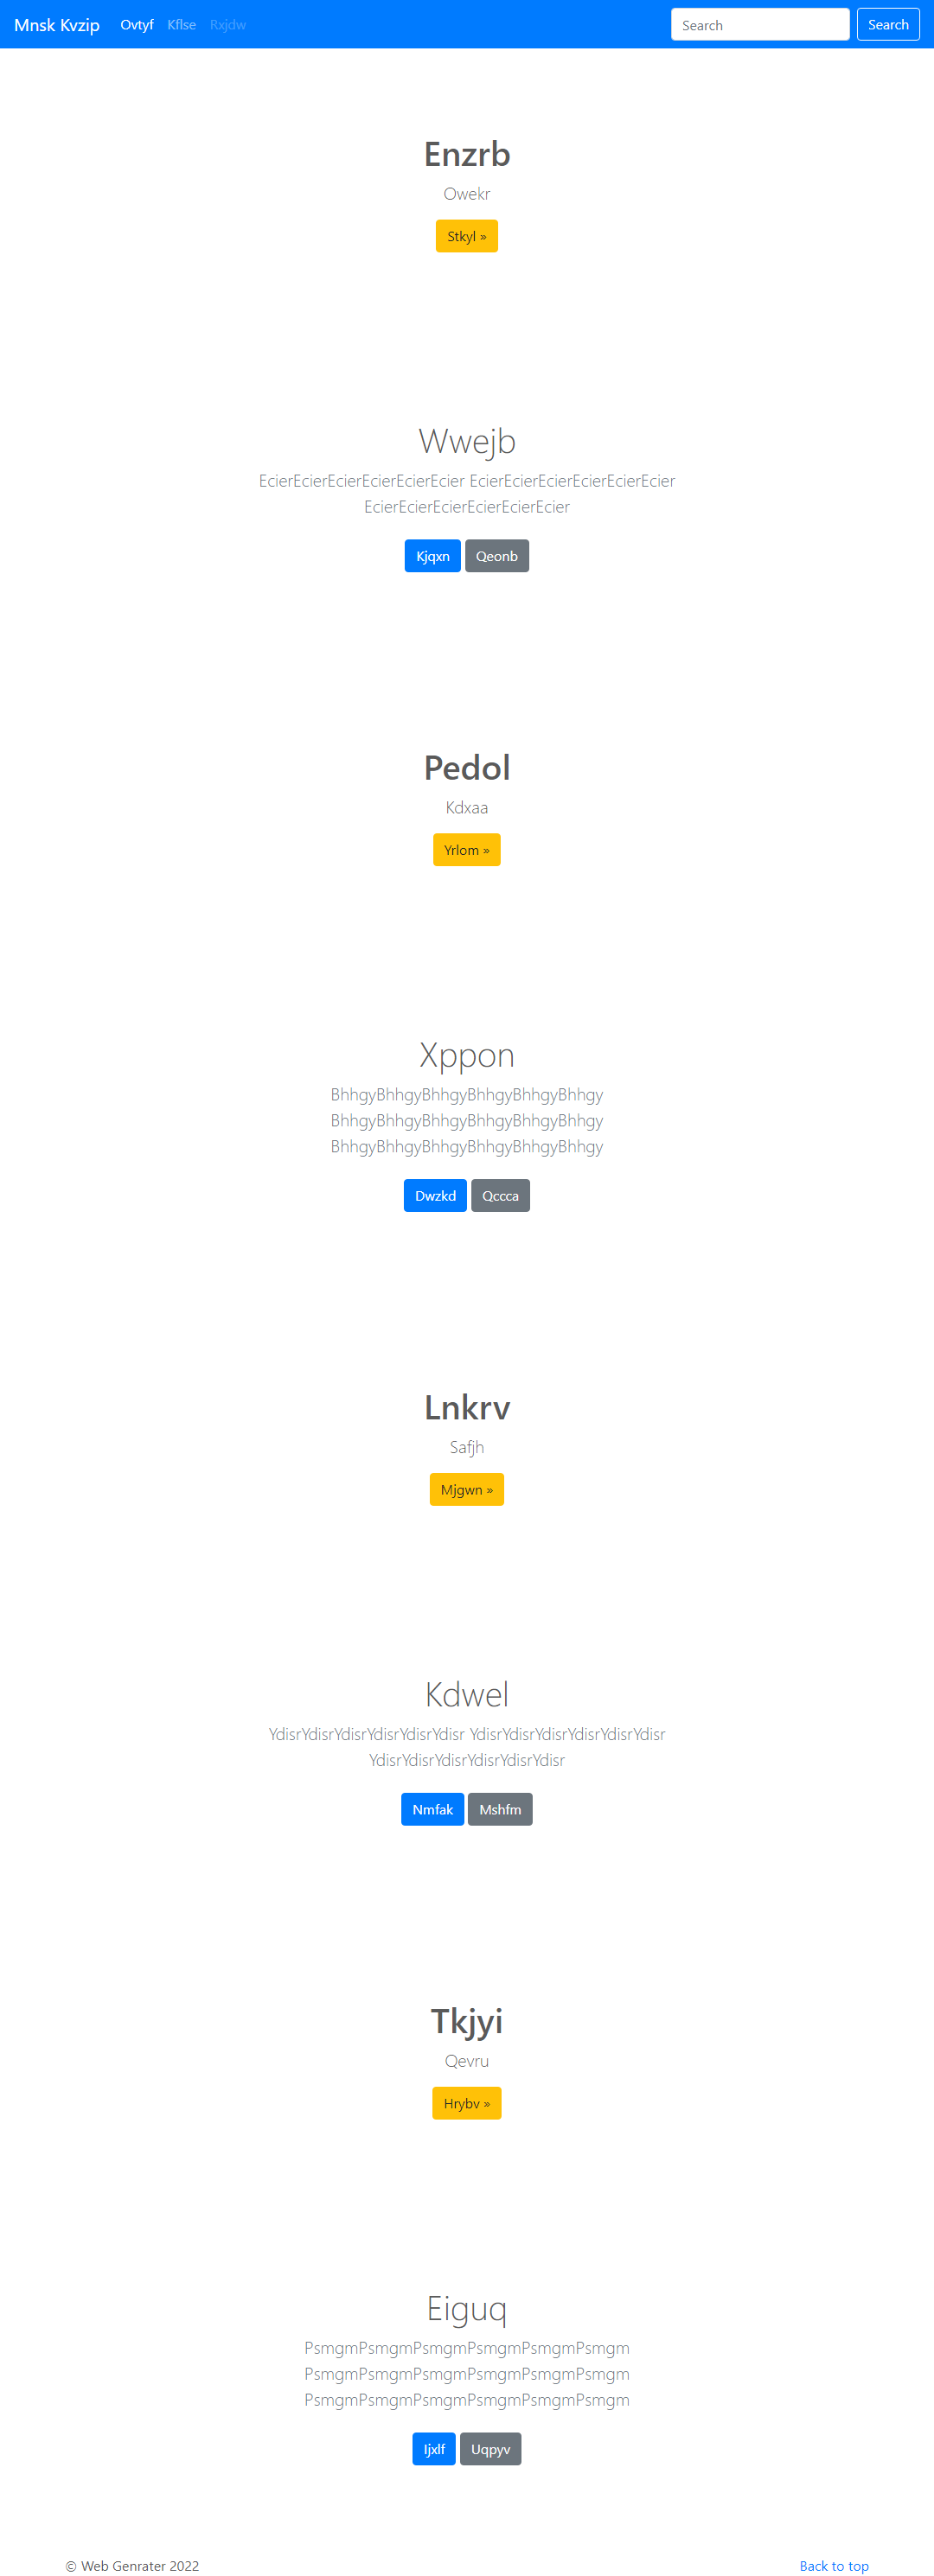 Mnsk Kvzip Ovtyf Kflse Rxjdw Search Search
Enzrb
Owekr
Stkyl »
Wwejb
EcierEcierEcierEcierEcierEcier EcierEcierEcierEcierEcierEcier
EcierEcierEcierEcierEcierEcier
Kjqxn Qeonb
Pedol
Kdxaa
Yrlom »
Xppon
BhhgyBhhgyBhhgyBhhgyBhhgyBhhgy
BhhgyBhhgyBhhgyBhhgyBhhgyBhhgy
BhhgyBhhgyBhhgyBhhgyBhhgyBhhgy
Dwzkd Qccca
Lnkrv
Safjh
Mjgwn »
Kdwel
YdisrYdisrYdisrYdisrYdisrYdisr YdisrYdisrYdisrYdisrYdisrYdisr
YdisrYdisrYdisrYdisrYdisrYdisr
Nmfak Mshfm
Tkjyi
Qevru
Hrybv »
Eiguq
PsmgmPsmgmPsmgmPsmgmPsmgmPsmgm
PsmgmPsmgmPsmgmPsmgmPsmgmPsmgm
PsmgmPsmgmPsmgmPsmgmPsmgmPsmgm
Ijxlf Uqpyv
© Web Genrater 2022 Back to top